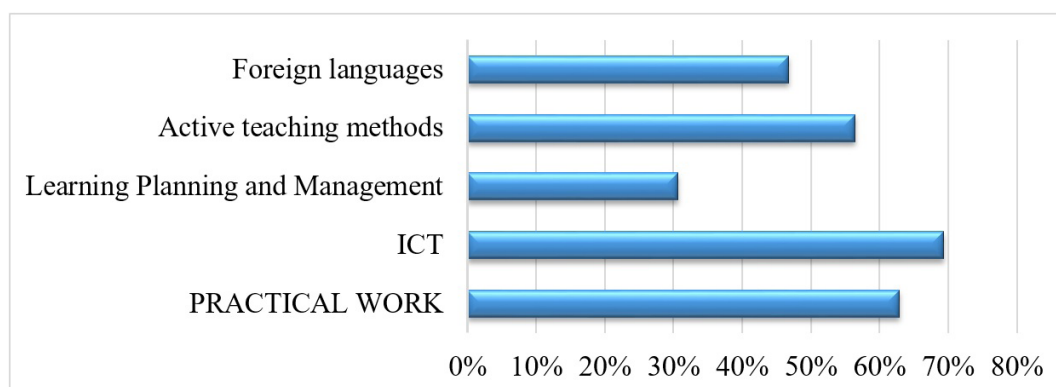 Foreign languages
Active teaching methods
Learning Planning and Management
ICT
PRACTICAL WORK
0% 10% 20% 30% 40% 50% 60% 70% 80%